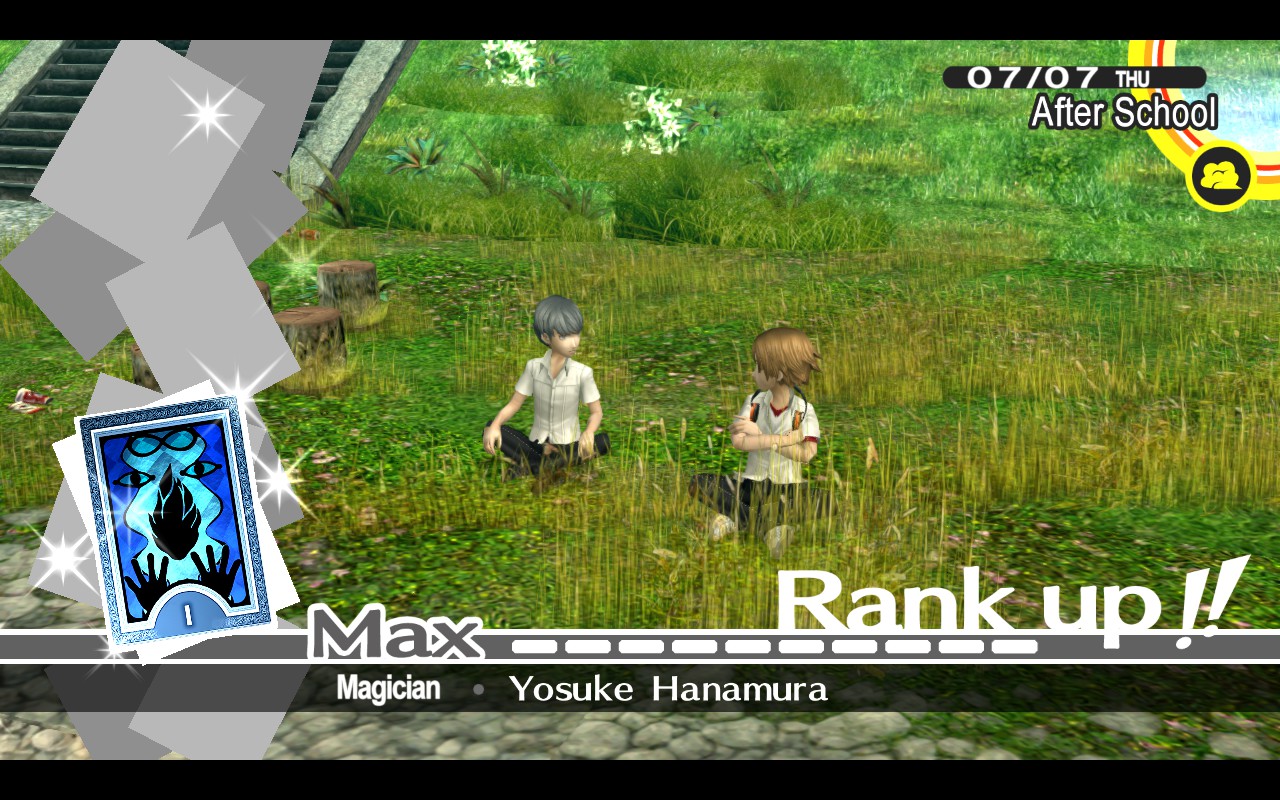 07/07 THU
After School
I
Rank up!!
Max
Magician • Yosuke Hanamura